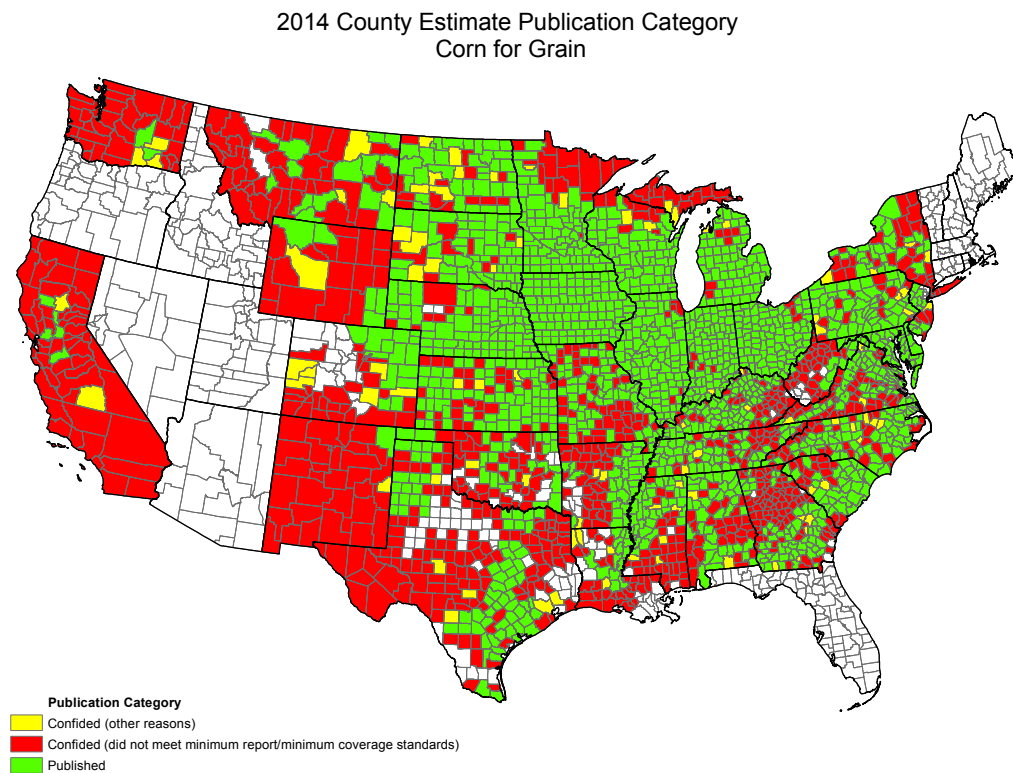 2014 County Estimate Publication Category
Corn for Grain
Publication Category
Confided (other reasons)
Confided (did not meet minimum report/minimum coverage standards)
Published